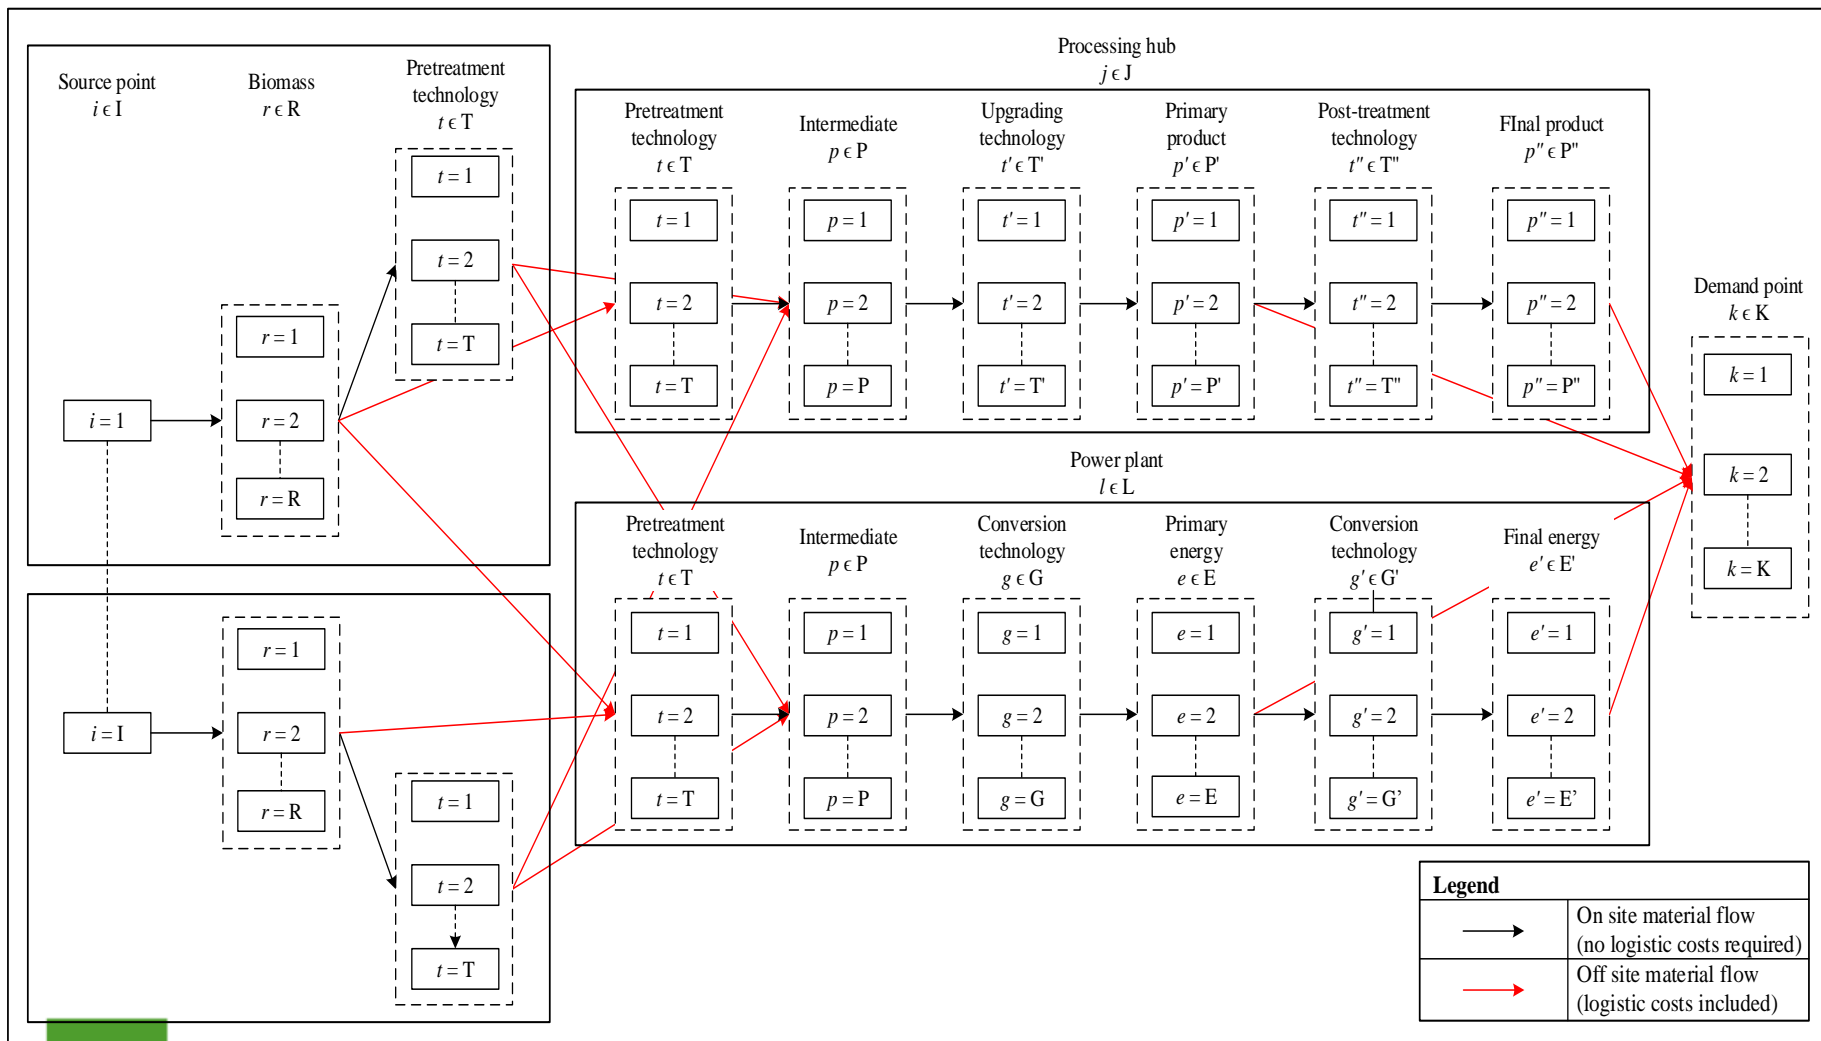 Source point
i ϵ I
Biomass
r ϵ R
Pretreatment
technology
t ϵ T
t = 1
t = 2
t = T
r = 1
r = 2
r = R
i = 1
i = I
r = 1
r = 2
r = R
t = 1
t = 2
t = T
Processing hub
j ϵ J
Pretreatment
technology
t ϵ T
t = 1
t = 2
t = T
Intermediate
p ϵ P
p = 1
p = 2
p = P
Upgrading
technology
t' ϵ T'
t' = 1
t' = 2
t' = T'
Primary
product
p' ϵ P'
p' = 1
p' = 2
p' = P'
Post-treatment
technology
t'' ϵ T''
t'' = 1
t'' = 2
t'' = T''
FInal product
p'' ϵ P''
p'' = 1
p'' = 2
p'' = P''
Power plant
l ϵ L
Pretreatment
technology
t ϵ T
t = 1
t = 2
t = T
Intermediate
p ϵ P
p = 1
p = 2
p = P
Conversion
technology
g ϵ G
g = 1
g = 2
g = G
Primary
energy
e ϵ E
e = 1
e = 2
e = E
Conversion
technology
g' ϵ G'
g' = 1
g' = 2
g' = G’
Final energy
e' ϵ E'
e' = 1
e' = 2
e' = E’
Demand point
k ϵ K
k = 1
k = 2
k = K
Legend
On site material flow
(no logistic costs required)
Off site material flow
(logistic costs included)